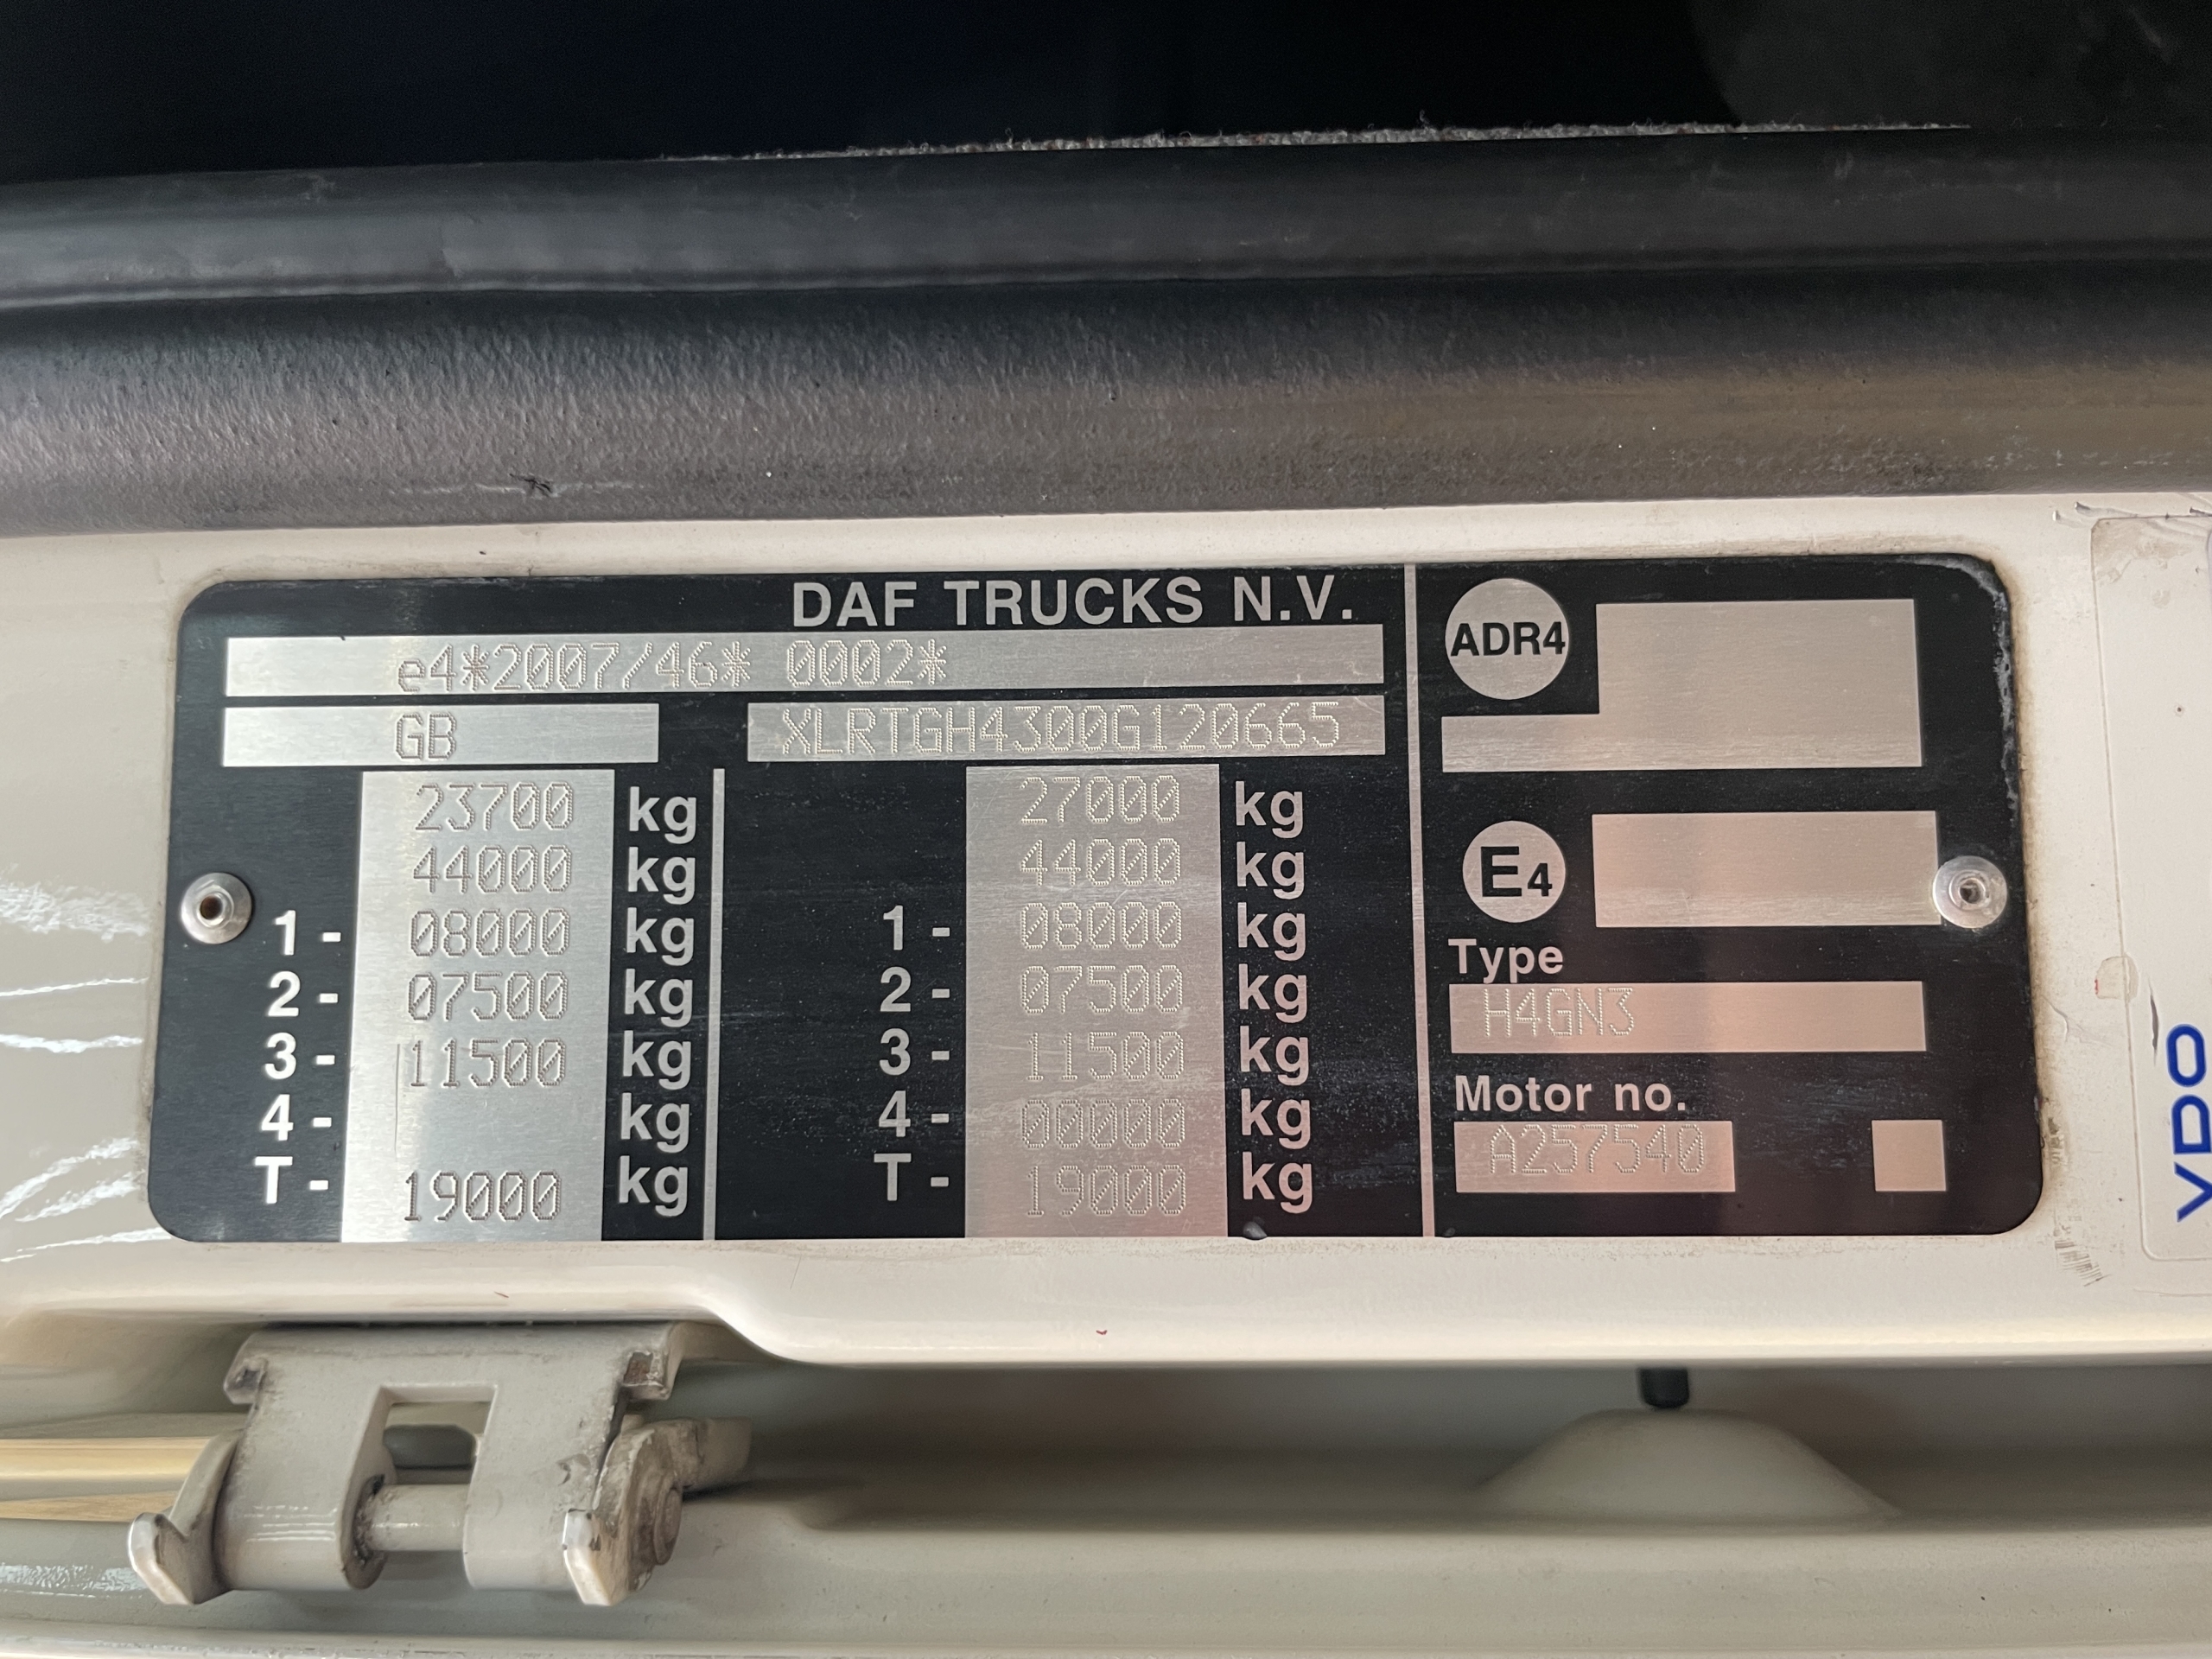 DAF TRUCKS N.V.
e4*2007/46* 0002*
GB XLRTGH4300G120665
23700 kg 27000 kg
44000 kg 44000 kg
1 - 08000 kg 1 - 08000 kg
2 - 07500 kg 2 - 07500 kg
3 - 11500 kg 3 - 11500 kg
4 - kg 4 - 00000 kg
T - 19000 kg T - 19000 kg
ADR4
E4
Type
H4GN3
Motor no.
A257540
VDO